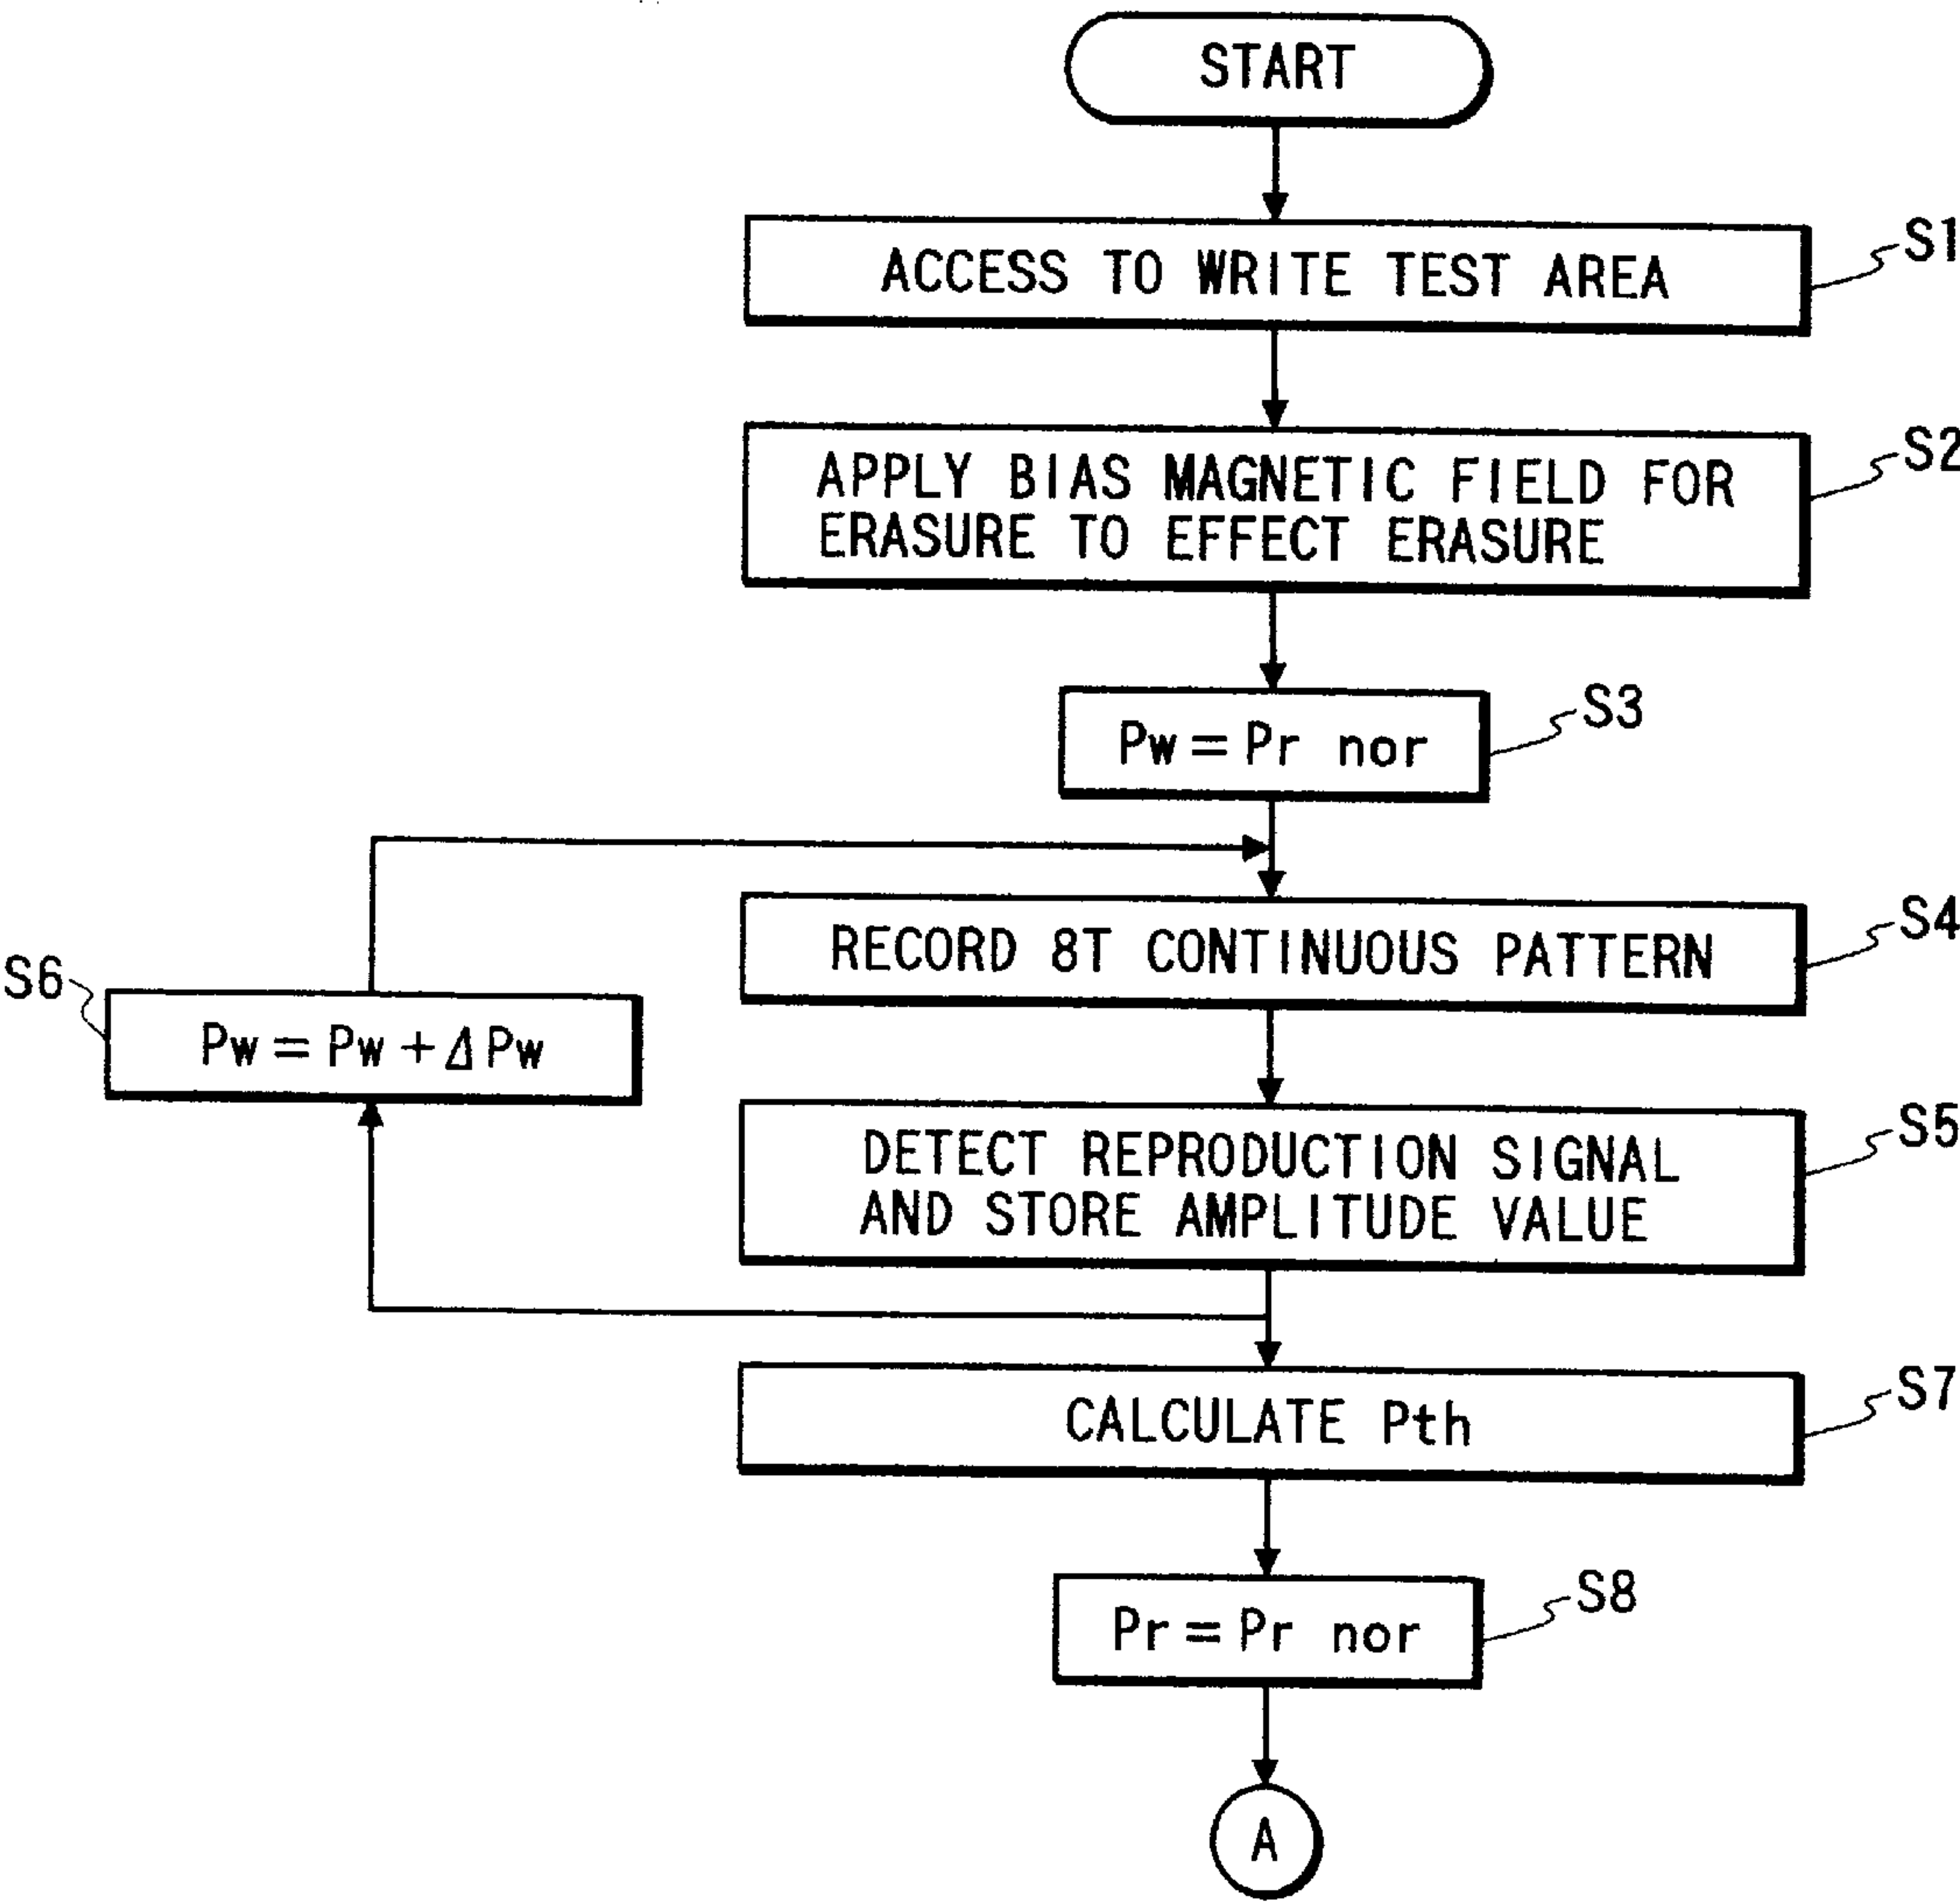 START
ACCESS TO WRITE TEST AREA
S1
APPLY BIAS MAGNETIC FIELD FOR
ERASURE TO EFFECT ERASURE
S2
Pw = Pr nor
S3
RECORD 8T CONTINUOUS PATTERN
S4
S6
Pw = Pw + Δ Pw
DETECT REPRODUCTION SIGNAL
AND STORE AMPLITUDE VALUE
S5
CALCULATE Pth
S7
Pr = Pr nor
S8
A